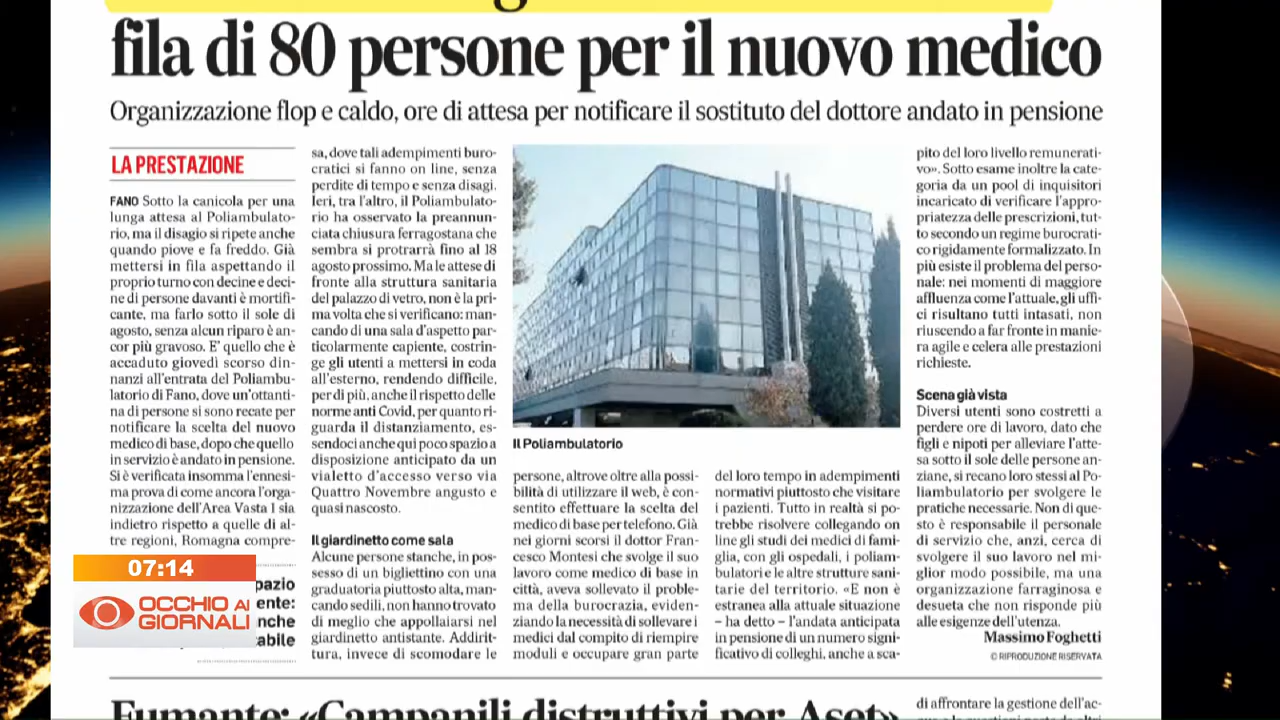 fila di 80 persone per il nuovo medico
Organizzazione flop e caldo, ore di attesa per notificare il sostituto del dottore andato in pensione
LA PRESTAZIONE
FANO Sotto la canicola per una
lunga attesa al Poliambulato-
rio, ma il disagio si ripete anche
quando piove e fa freddo. Già
mettersi in fila aspettando il
proprio turno con decine e deci-
ne di persone davanti è mortifi-
cante, ma farlo sotto il sole di
agosto, senza alcun riparo è an-
cor più gravoso. E' quello che è
accaduto giovedì scorso din-
nanzi all'entrata del Poliambu-
latorio di Fano, dove un'ottanti-
na di persone si sono recate per
notificare la scelta del nuovo
medico di base, dopo che quello
in servizio è andato in pensione.
Si è verificata insomma l'ennesi-
ma prova di come ancora l'orga-
nizzazione dell'Area Vasta 1 sia
indietro rispetto a quelle di al-
tre regioni, Romagna compre-
pazio
ente:
nche
tabile
sa, dove tali adempimenti buro-
cratici si fanno on line, senza
perdite di tempo e senza disagi.
Ieri, tra l'altro, il Poliambulato-
rio ha osservato la preannun-
ciata chiusura ferragostana che
sembra si protrarrà fino al 18
agosto prossimo. Ma le attese di
fronte alla struttura sanitaria
del palazzo di vetro, non è la pri-
ma volta che si verificano: man-
cando di una sala d'aspetto par-
ticolarmente capiente, costrin-
ge gli utenti a mettersi in coda
all'esterno, rendendo difficile,
per di più, anche il rispetto delle
norme anti Covid, per quanto ri-
guarda il distanziamento, es-
sendoci anche qui poco spazio a
disposizione anticipato da un
vialetto d'accesso verso via
Quattro Novembre angusto e
quasi nascosto.
Il giardinetto come sala
Alcune persone stanche, in pos-
sesso di un bigliettino con una
graduatoria piuttosto alta, man-
cando sedili, non hanno trovato
di meglio che appollaiarsi nel
giardinetto antistante. Addirit-
tura, invece di scomodare le
Il Poliambulatorio
persone, altrove oltre alla possi-
bilità di utilizzare il web, è con-
sentito effettuare la scelta del
medico di base per telefono. Già
nei giorni scorsi il dottor Fran-
cesco Montesi che svolge il suo
lavoro come medico di base in
città, aveva sollevato il proble-
ma della burocrazia, eviden-
ziando la necessità di sollevare i
medici dal compito di riempire
moduli e occupare gran parte
del loro tempo in adempimenti
normativi piuttosto che visitare
i pazienti. Tutto in realtà si po-
trebbe risolvere collegando on
line gli studi dei medici di fami-
glia, con gli ospedali, i poliam-
bulatori e le altre strutture sani-
tarie del territorio. «E non è
estranea alla attuale situazione
– ha detto – l'andata anticipata
in pensione di un numero signi-
ficativo di colleghi, anche a sca-
pito del loro livello remunerati-
vo». Sotto esame inoltre la cate-
goria da un pool di inquisitori
incaricato di verificare l'appro-
priatezza delle prescrizioni, tut-
to secondo un regime burocrati-
co rigidamente formalizzato. In
più esiste il problema del perso-
nale: nei momenti di maggiore
affluenza come l'attuale, gli uffi-
ci risultano tutti intasati, non
riuscendo a far fronte in manie-
ra agile e celera alle prestazioni
richieste.
Scena già vista
Diversi utenti sono costretti a
perdere ore di lavoro, dato che
figli e nipoti per alleviare l'atte-
sa sotto il sole delle persone an-
ziane, si recano loro stessi al Po-
liambulatorio per svolgere le
pratiche necessarie. Non di que-
sto è responsabile il personale
di servizio che, anzi, cerca di
svolgere il suo lavoro nel mi-
glior modo possibile, ma una
organizzazione farraginosa e
desueta che non risponde più
alle esigenze dell'utenza.
Massimo Foghetti
© RIPRODUZIONE RISERVATA
Fumante: «Campanili distruttivi per Aset»
di affrontare la gestione dell'ac-
07:14
OCCHIO AI
GIORNALI